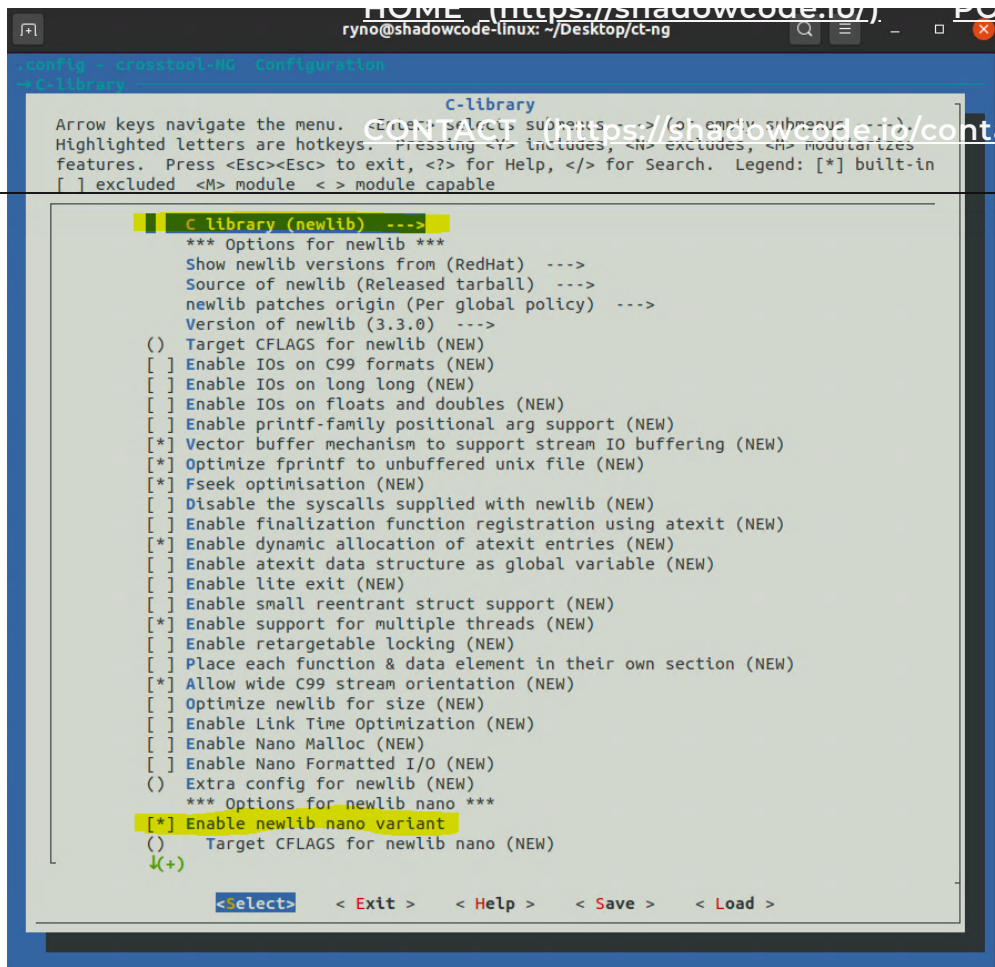 HOME (https://shadowcode.io/)
ryno@shadowcode-linux: ~/Desktop/ct-ng
.config - crosstool-NG Configuration
→ C-library
C-library
Arrow keys navigate the menu. <Enter> selects submenus ---> (or empty submenus
CONTACT (https://shadowcode.io/cont
Highlighted letters are hotkeys. Pressing <Y> includes, <N> excludes, <M> modularizes
features. Press <Esc><Esc> to exit, <?> for Help, </> for Search. Legend: [*] built-in
[ ] excluded <M> module < > module capable
C library (newlib) --->
*** Options for newlib ***
Show newlib versions from (RedHat) --->
Source of newlib (Released tarball) --->
newlib patches origin (Per global policy) --->
Version of newlib (3.3.0) --->
() Target CFLAGS for newlib (NEW)
[ ] Enable IOs on C99 formats (NEW)
[ ] Enable IOs on long long (NEW)
[ ] Enable IOs on floats and doubles (NEW)
[ ] Enable printf-family positional arg support (NEW)
[*] Vector buffer mechanism to support stream IO buffering (NEW)
[*] Optimize fprintf to unbuffered unix file (NEW)
[*] Fseek optimisation (NEW)
[ ] Disable the syscalls supplied with newlib (NEW)
[ ] Enable finalization function registration using atexit (NEW)
[*] Enable dynamic allocation of atexit entries (NEW)
[ ] Enable atexit data structure as global variable (NEW)
[ ] Enable lite exit (NEW)
[ ] Enable small reentrant struct support (NEW)
[*] Enable support for multiple threads (NEW)
[ ] Enable retargetable locking (NEW)
[ ] Place each function & data element in their own section (NEW)
[*] Allow wide C99 stream orientation (NEW)
[ ] Optimize newlib for size (NEW)
[ ] Enable Link Time Optimization (NEW)
[ ] Enable Nano Malloc (NEW)
[ ] Enable Nano Formatted I/O (NEW)
() Extra config for newlib (NEW)
*** Options for newlib nano ***
[*] Enable newlib nano variant
() Target CFLAGS for newlib nano (NEW)
↓(+)
<Select> < Exit > < Help > < Save > < Load >